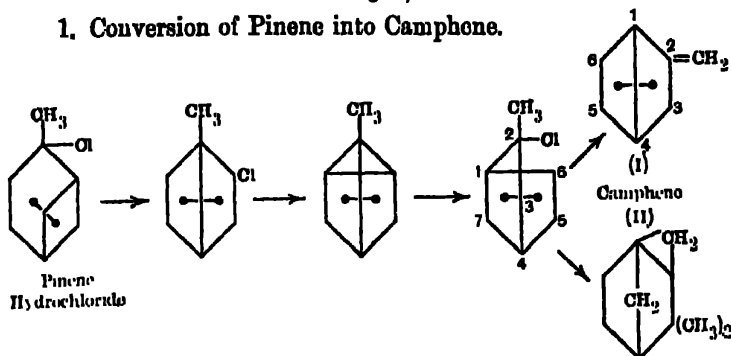 1. Conversion of Pinene into Camphene.
CH3
Cl
Pinene
Hydrochloride
CH3
Cl
CH3
CH3
2
Cl
1
6
3
7
5
4
1
2
=CH2
6
5
3
4
(I)
Camphene
(II)
CH2
CH2
(CH3)2